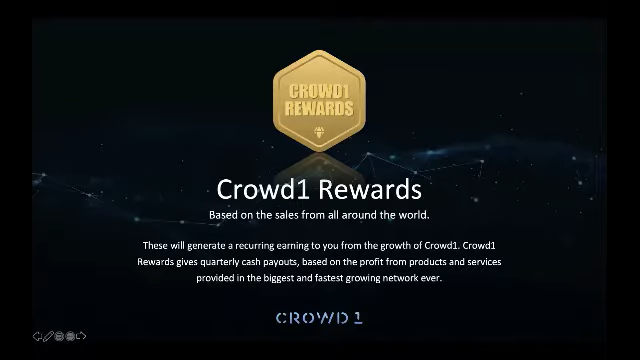 CROWD1
REWARDS
Crowd1 Rewards
Based on the sales from all around the world.
These will generate a recurring earning to you from the growth of Crowd1. Crowd1
Rewards gives quarterly cash payouts, based on the profit from products and services
provided in the biggest and fastest growing network ever.
CROWD1